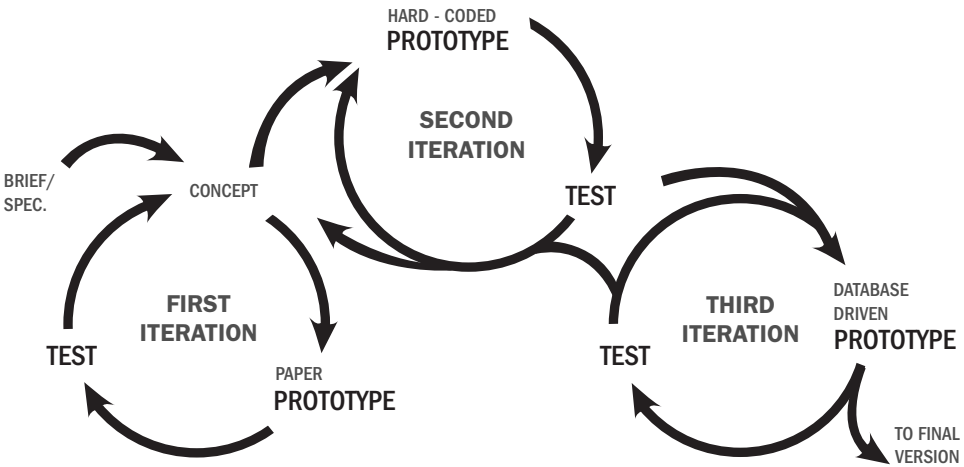 HARD - CODED
PROTOTYPE
SECOND
ITERATION
BRIEF/
SPEC.
CONCEPT
TEST
FIRST
ITERATION
TEST
PAPER
PROTOTYPE
THIRD
ITERATION
TEST
DATABASE
DRIVEN
PROTOTYPE
TO FINAL
VERSION